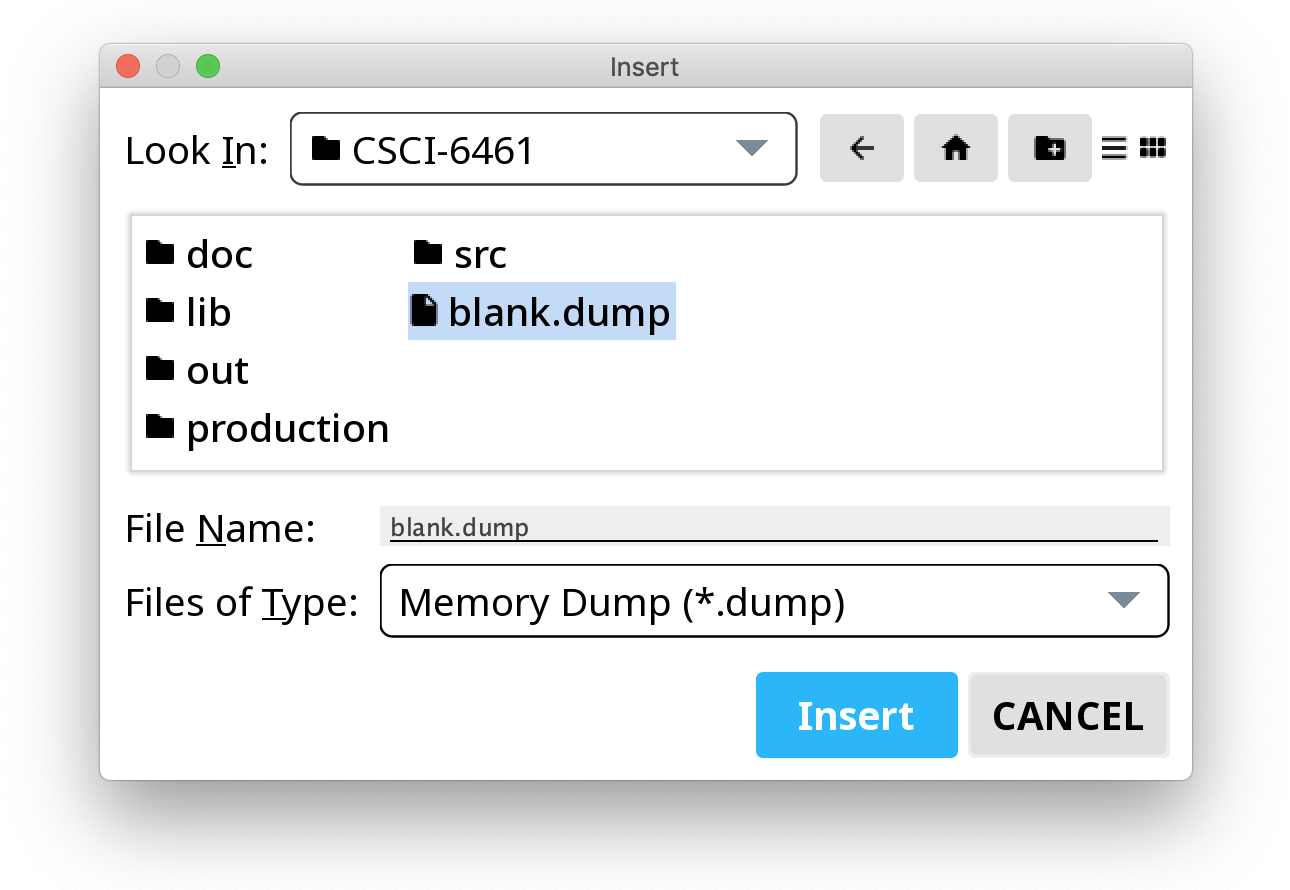 Insert
Look In: CSCI-6461
doc src
lib blank.dump
out
production
File Name: blank.dump
Files of Type: Memory Dump (*.dump)
Insert CANCEL